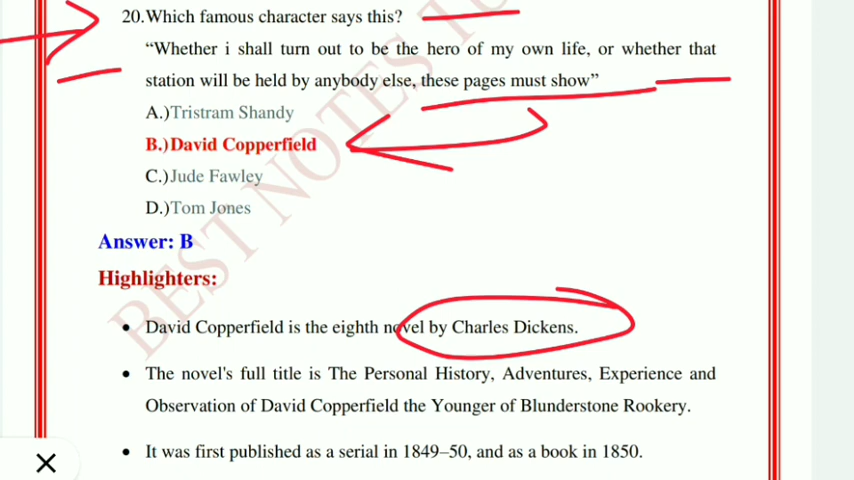 20.Which famous character says this?
“Whether i shall turn out to be the hero of my own life, or whether that
station will be held by anybody else, these pages must show”
A.)Tristram Shandy
B.)David Copperfield
C.)Jude Fawley
D.)Tom Jones
Answer: B
Highlighters:
• David Copperfield is the eighth novel by Charles Dickens.
• The novel's full title is The Personal History, Adventures, Experience and
Observation of David Copperfield the Younger of Blunderstone Rookery.
• It was first published as a serial in 1849–50, and as a book in 1850.
BEST NOTES